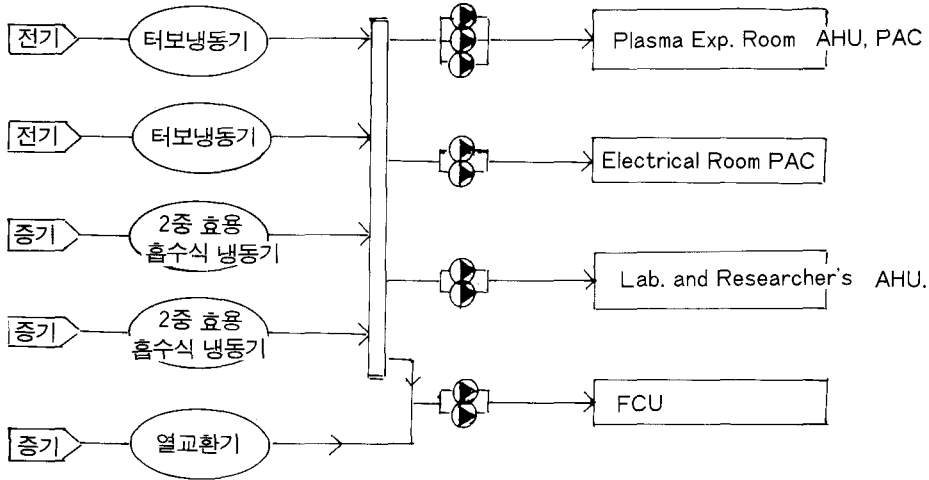 전기
터보냉동기
Plasma Exp. Room AHU, PAC
전기
터보냉동기
Electrical Room PAC
증기
2중 효용
흡수식 냉동기
Lab. and Researcher's AHU.
증기
2중 효용
흡수식 냉동기
FCU
증기
열교환기